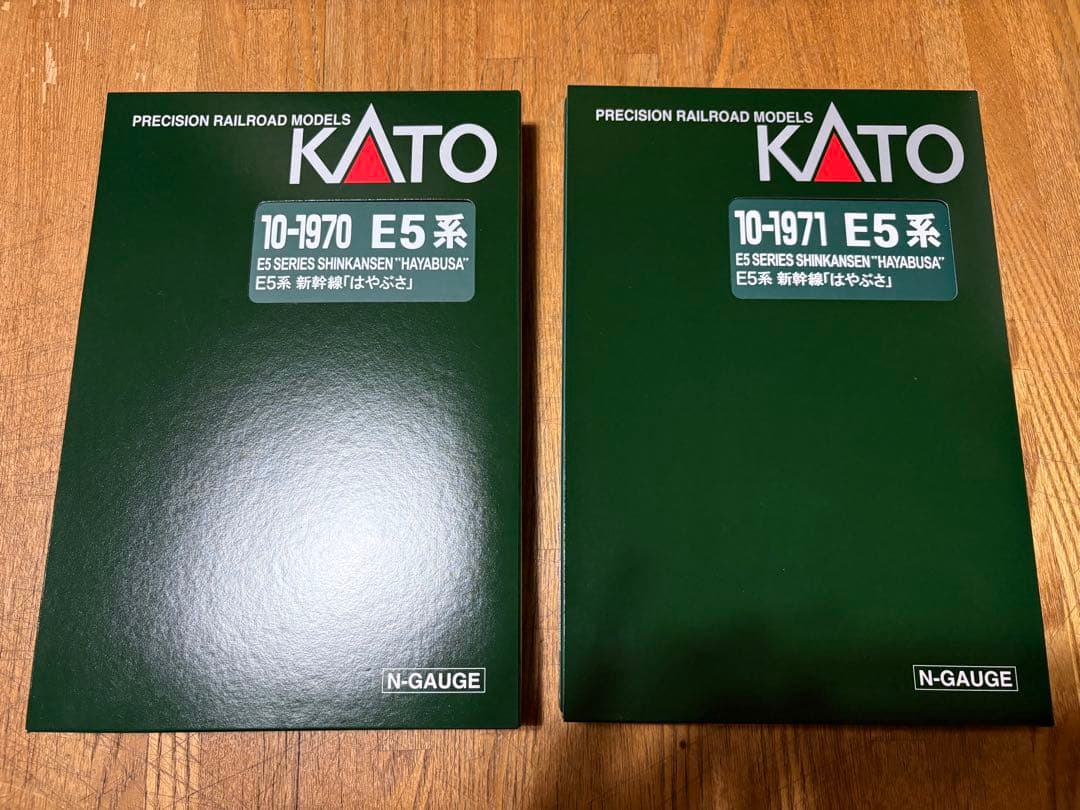 PRECISION RAILROAD MODELS
KATO
10-1970 E5系
E5 SERIES SHINKANSEN "HAYABUSA"
E5系 新幹線「はやぶさ」
N-GAUGE
PRECISION RAILROAD MODELS
KATO
10-1971 E5系
E5 SERIES SHINKANSEN "HAYABUSA"
E5系 新幹線「はやぶさ」
N-GAUGE